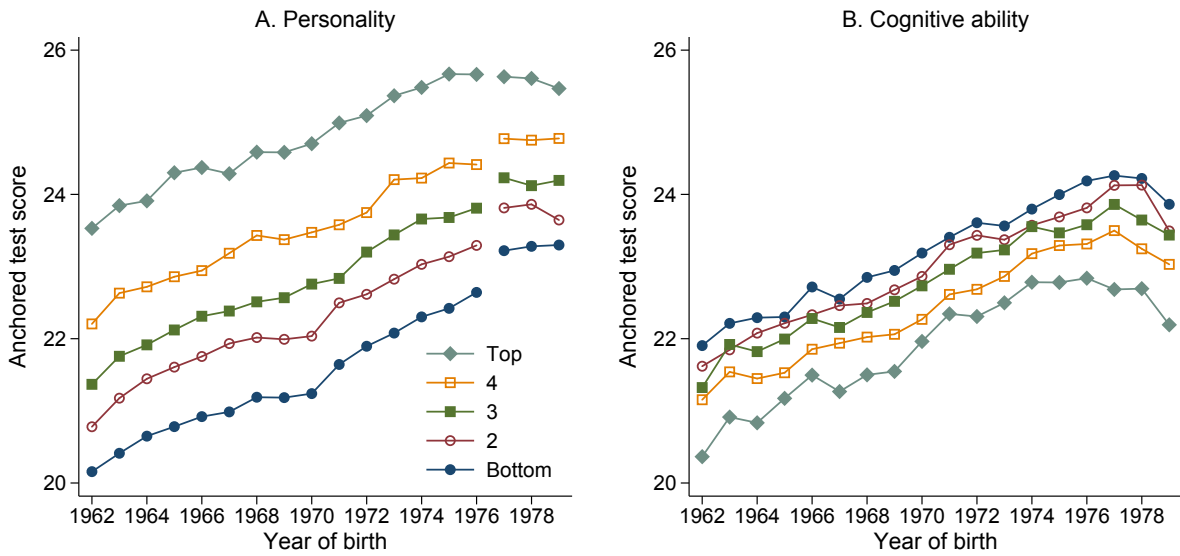 A. Personality
B. Cognitive ability
Anchored test score
26
24
22
20
Top
4
3
2
Bottom
1962 1964 1966 1968 1970 1972 1974 1976 1978
Year of birth
Anchored test score
26
24
22
20
1962 1964 1966 1968 1970 1972 1974 1976 1978
Year of birth